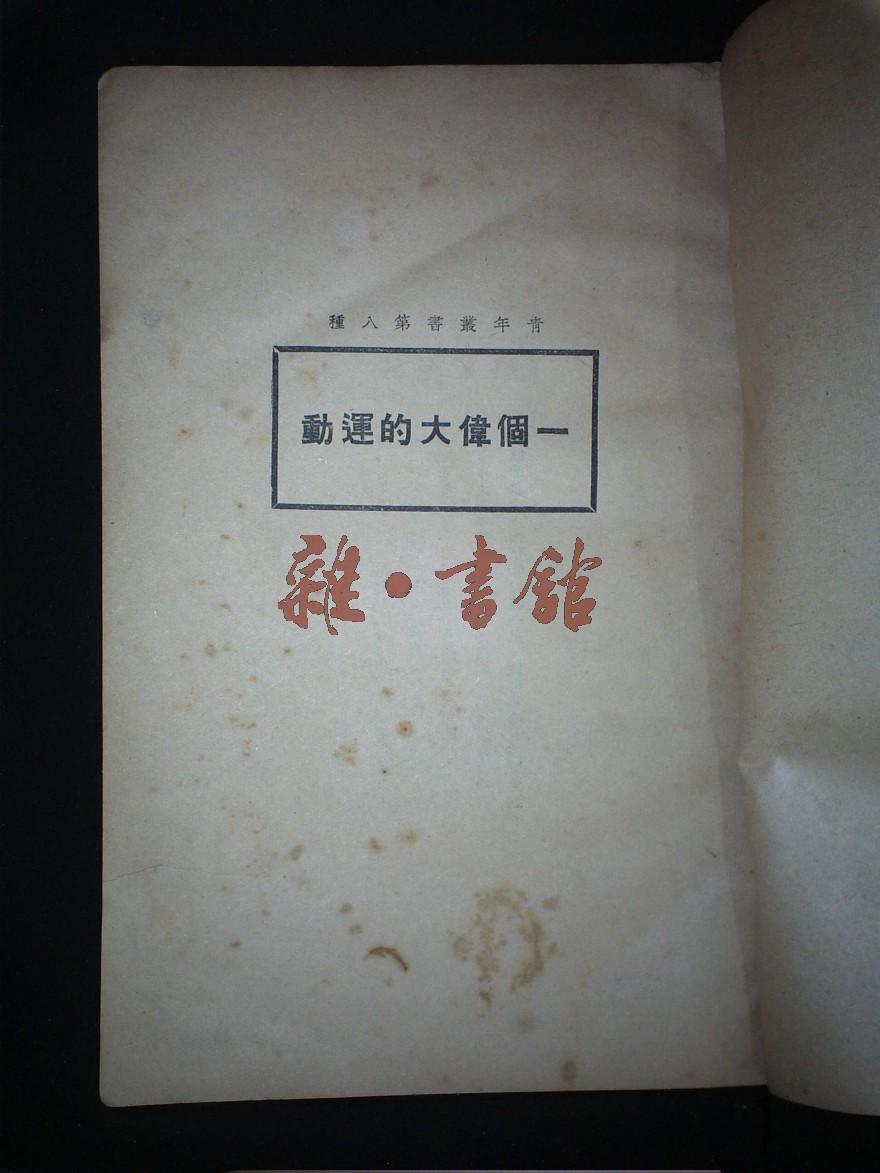 青年叢書第八種
一個偉大的運動
雜·書館